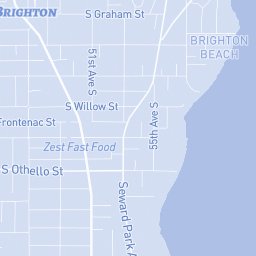 BRIGHTON
S Graham St
BRIGHTON
BEACH
51st Ave S
S Willow St
Frontenac St
55th Ave S
Zest Fast Food
S Othello St
Seward Park A